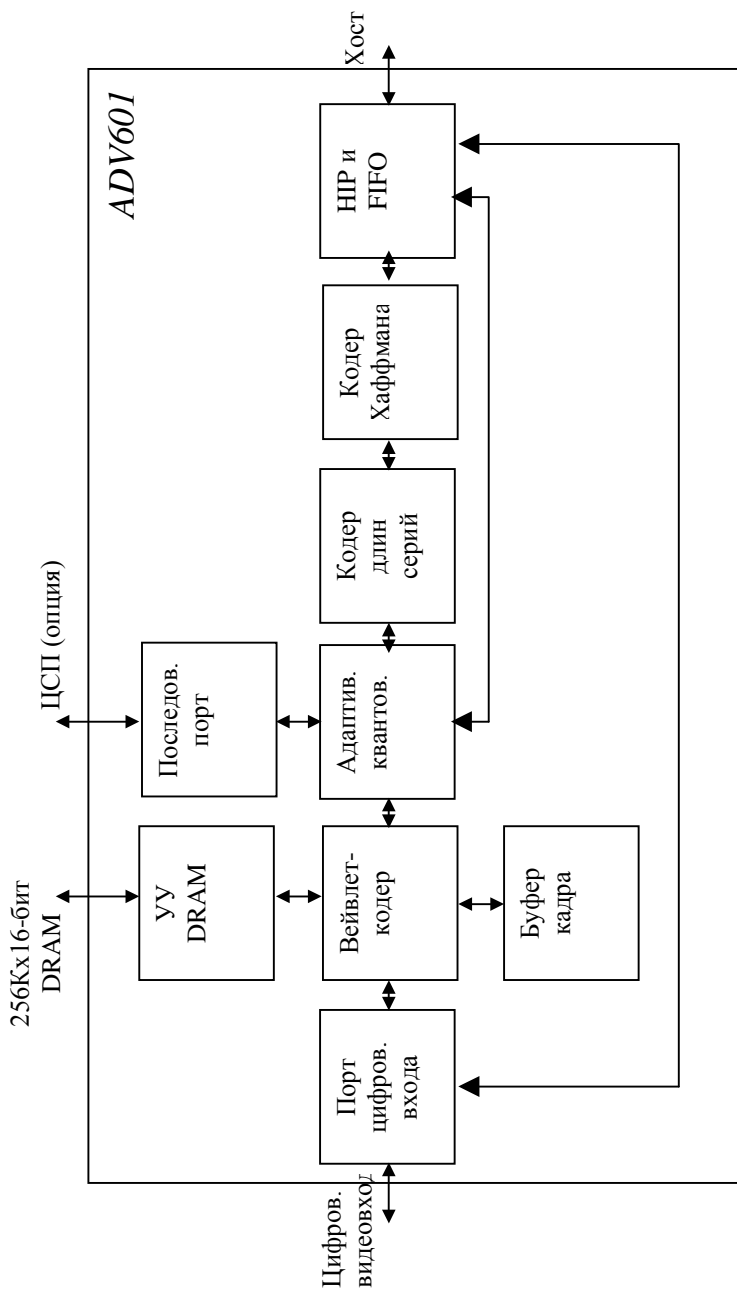 ADV601
256Кх16-бит
DRAM
ЦСП (опция)
УУ
DRAM
Последов.
порт
Цифров.
видеовход
Порт
цифров.
входа
Вейвлет-
кодер
Адаптив.
квантов.
Кодер
длин
серий
Кодер
Хаффмана
HIP и
FIFO
Хост
Буфер
кадра